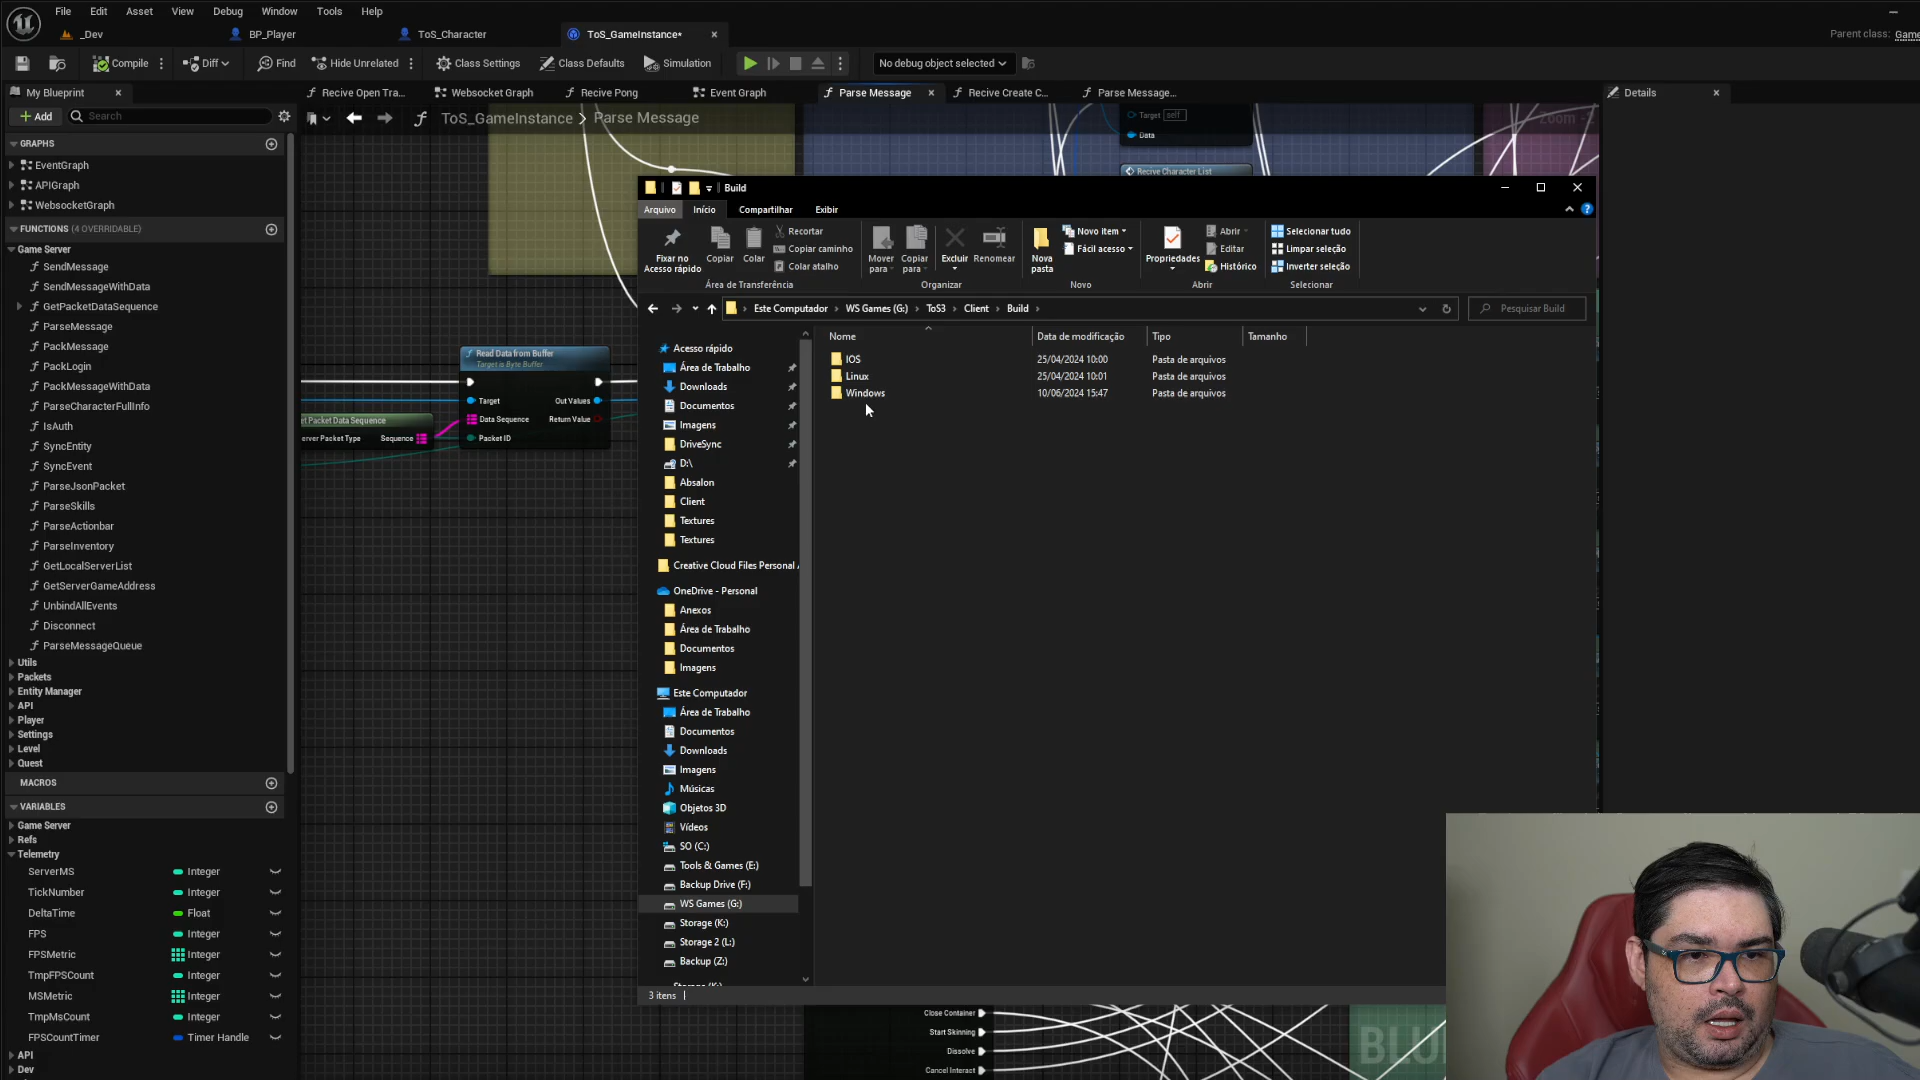 File Edit Asset View Debug Window Tools Help
_Dev BP_Player ToS_Character ToS_GameInstance*
Parent class: Game
Compile Diff Find Hide Unrelated Class Settings Class Defaults Simulation No debug object selected
My Blueprint Recive Open Tra... Websocket Graph Recive Pong Event Graph Parse Message Recive Create C... Parse Message... Details
Add Search
ToS_GameInstance > Parse Message
Zoom -2
GRAPHS
EventGraph
APIGraph
WebsocketGraph
FUNCTIONS (4 OVERRIDABLE)
Game Server
SendMessage
SendMessageWithData
GetPacketDataSequence
ParseMessage
PackMessage
PackLogin
PackMessageWithData
ParseCharacterFullInfo
IsAuth
SyncEntity
SyncEvent
ParseJsonPacket
ParseSkills
ParseActionbar
ParseInventory
GetLocalServerList
GetServerGameAddress
UnbindAllEvents
Disconnect
ParseMessageQueue
Utils
Packets
Entity Manager
API
Player
Settings
Level
Quest
MACROS
VARIABLES
Game Server
Refs
Telemetry
ServerMS Integer
TickNumber Integer
DeltaTime Float
FPS Integer
FPSMetric Integer
TmpFPSCount Integer
MSMetric Integer
TmpMsCount Integer
FPSCountTimer Timer Handle
API
Dev
Target self
Data
Recive Character List
Read Data from Buffer
Target is Byte Buffer
Target Out Values
Data Sequence Return Value
Packet ID
Packet Data Sequence
Sequence
Build
Arquivo Início Compartilhar Exibir
Fixar no
Acesso rápido
Copiar
Colar
Recortar
Copiar caminho
Colar atalho
Área de Transferência
Mover
para
Copiar
para
Excluir
Renomear
Organizar
Nova
pasta
Novo item
Fácil acesso
Novo
Propriedades
Abrir
Editar
Histórico
Abrir
Selecionar tudo
Limpar seleção
Inverter seleção
Selecionar
Este Computador > WS Games (G:) > ToS3 > Client > Build >
Pesquisar Build
Nome Data de modificação Tipo Tamanho
IOS 25/04/2024 10:00 Pasta de arquivos
Linux 25/04/2024 10:01 Pasta de arquivos
Windows 10/06/2024 15:47 Pasta de arquivos
Acesso rápido
Área de Trabalho
Downloads
Documentos
Imagens
DriveSync
D:\
Absalon
Client
Textures
Textures
Creative Cloud Files Personal
OneDrive - Personal
Anexos
Área de Trabalho
Documentos
Imagens
Este Computador
Área de Trabalho
Documentos
Downloads
Imagens
Músicas
Objetos 3D
Vídeos
SO (C:)
Tools & Games (E:)
Backup Drive (F:)
WS Games (G:)
Storage (K:)
Storage 2 (L:)
Backup (Z:)
3 itens
Close Container
Start Skinning
Dissolve
Cancel Interact